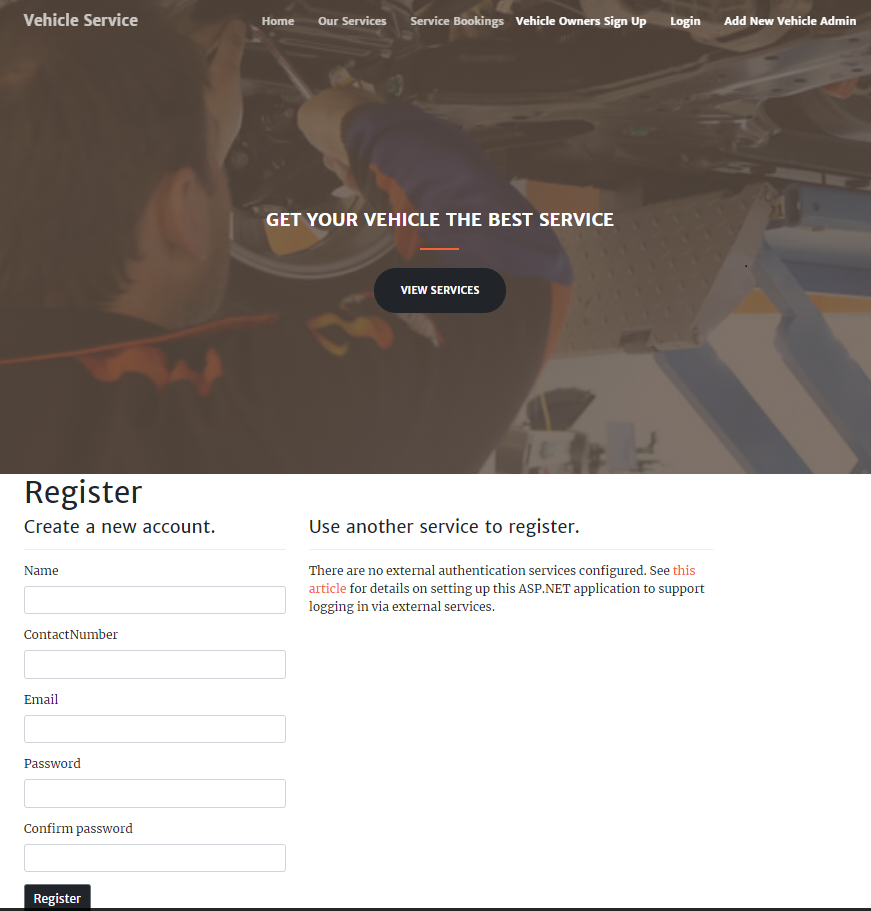 Vehicle Service
Home Our Services Service Bookings Vehicle Owners Sign Up Login Add New Vehicle Admin
GET YOUR VEHICLE THE BEST SERVICE
VIEW SERVICES
Register
Create a new account.
Name
ContactNumber
Email
Password
Confirm password
Register
Use another service to register.
There are no external authentication services configured. See this
article for details on setting up this ASP.NET application to support
logging in via external services.